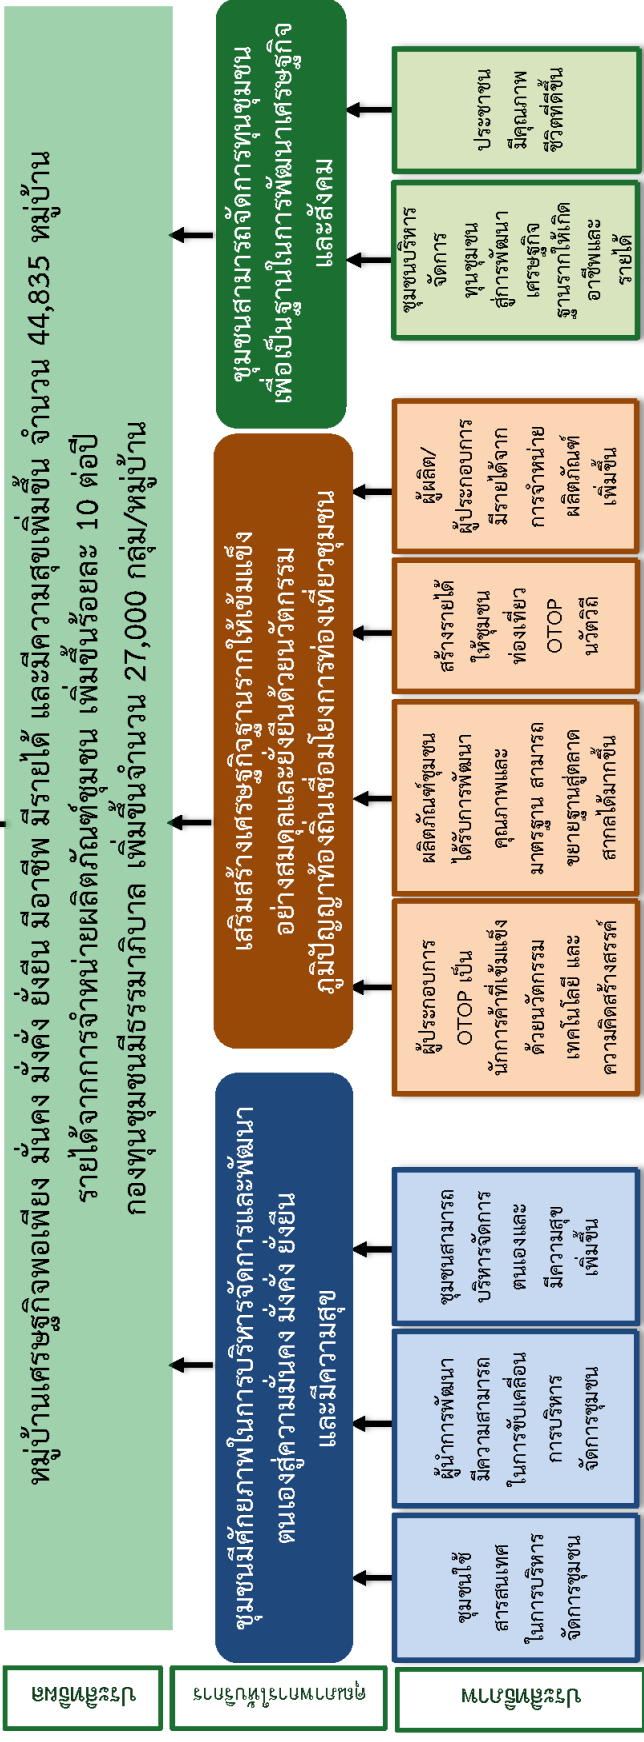 ประสิทธิผล
หมู่บ้านเศรษฐกิจพอเพียง มั่นคง มั่งคั่ง ยั่งยืน มีอาชีพ มีรายได้ และมีความสุขเพิ่มขึ้น จำนวน 44,835 หมู่บ้าน
รายได้จากการจำหน่ายผลิตภัณฑ์ชุมชน เพิ่มขึ้นร้อยละ 10 ต่อปี
กองทุนชุมชนมีธรรมาภิบาล เพิ่มขึ้นจำนวน 27,000 กลุ่ม/หมู่บ้าน
คุณภาพการให้บริการ
ชุมชนมีศักยภาพในการบริหารจัดการและพัฒนา
ตนเองสู่ความมั่นคง มั่งคั่ง ยั่งยืน
และมีความสุข
เสริมสร้างเศรษฐกิจฐานรากให้เข้มแข็ง
อย่างสมดุลและยั่งยืนด้วยนวัตกรรม
ภูมิปัญญาท้องถิ่นเชื่อมโยงการท่องเที่ยวชุมชน
ชุมชนสามารถจัดการทุนชุมชน
เพื่อเป็นฐานในการพัฒนาเศรษฐกิจ
และสังคม
ประสิทธิภาพ
ชุมชนใช้
สารสนเทศ
ในการบริหาร
จัดการชุมชน
ผู้นำการพัฒนา
มีความสามารถ
ในการขับเคลื่อน
การบริหาร
จัดการชุมชน
ชุมชนสามารถ
บริหารจัดการ
ตนเองและ
มีความสุข
เพิ่มขึ้น
ผู้ประกอบการ
OTOP เป็น
นักการค้าที่เข้มแข็ง
ด้วยนวัตกรรม
เทคโนโลยี และ
ความคิดสร้างสรรค์
ผลิตภัณฑ์ชุมชน
ได้รับการพัฒนา
คุณภาพและ
มาตรฐาน สามารถ
ขยายฐานสู่ตลาด
สากลได้มากขึ้น
สร้างรายได้
ให้ชุมชน
ท่องเที่ยว
OTOP
นวัตวิถี
ผู้ผลิต/
ผู้ประกอบการ
มีรายได้จาก
การจำหน่าย
ผลิตภัณฑ์
เพิ่มขึ้น
ชุมชนบริหาร
จัดการ
ทุนชุมชน
สู่การพัฒนา
เศรษฐกิจ
ฐานรากให้เกิด
อาชีพและ
รายได้
ประชาชน
มีคุณภาพ
ชีวิตที่ดีขึ้น